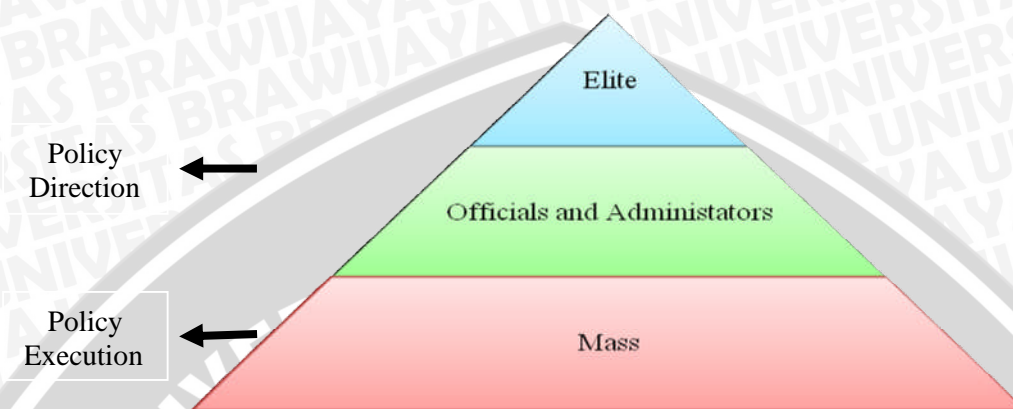 Elite
Policy
Direction
Officials and Administators
Policy
Execution
Mass